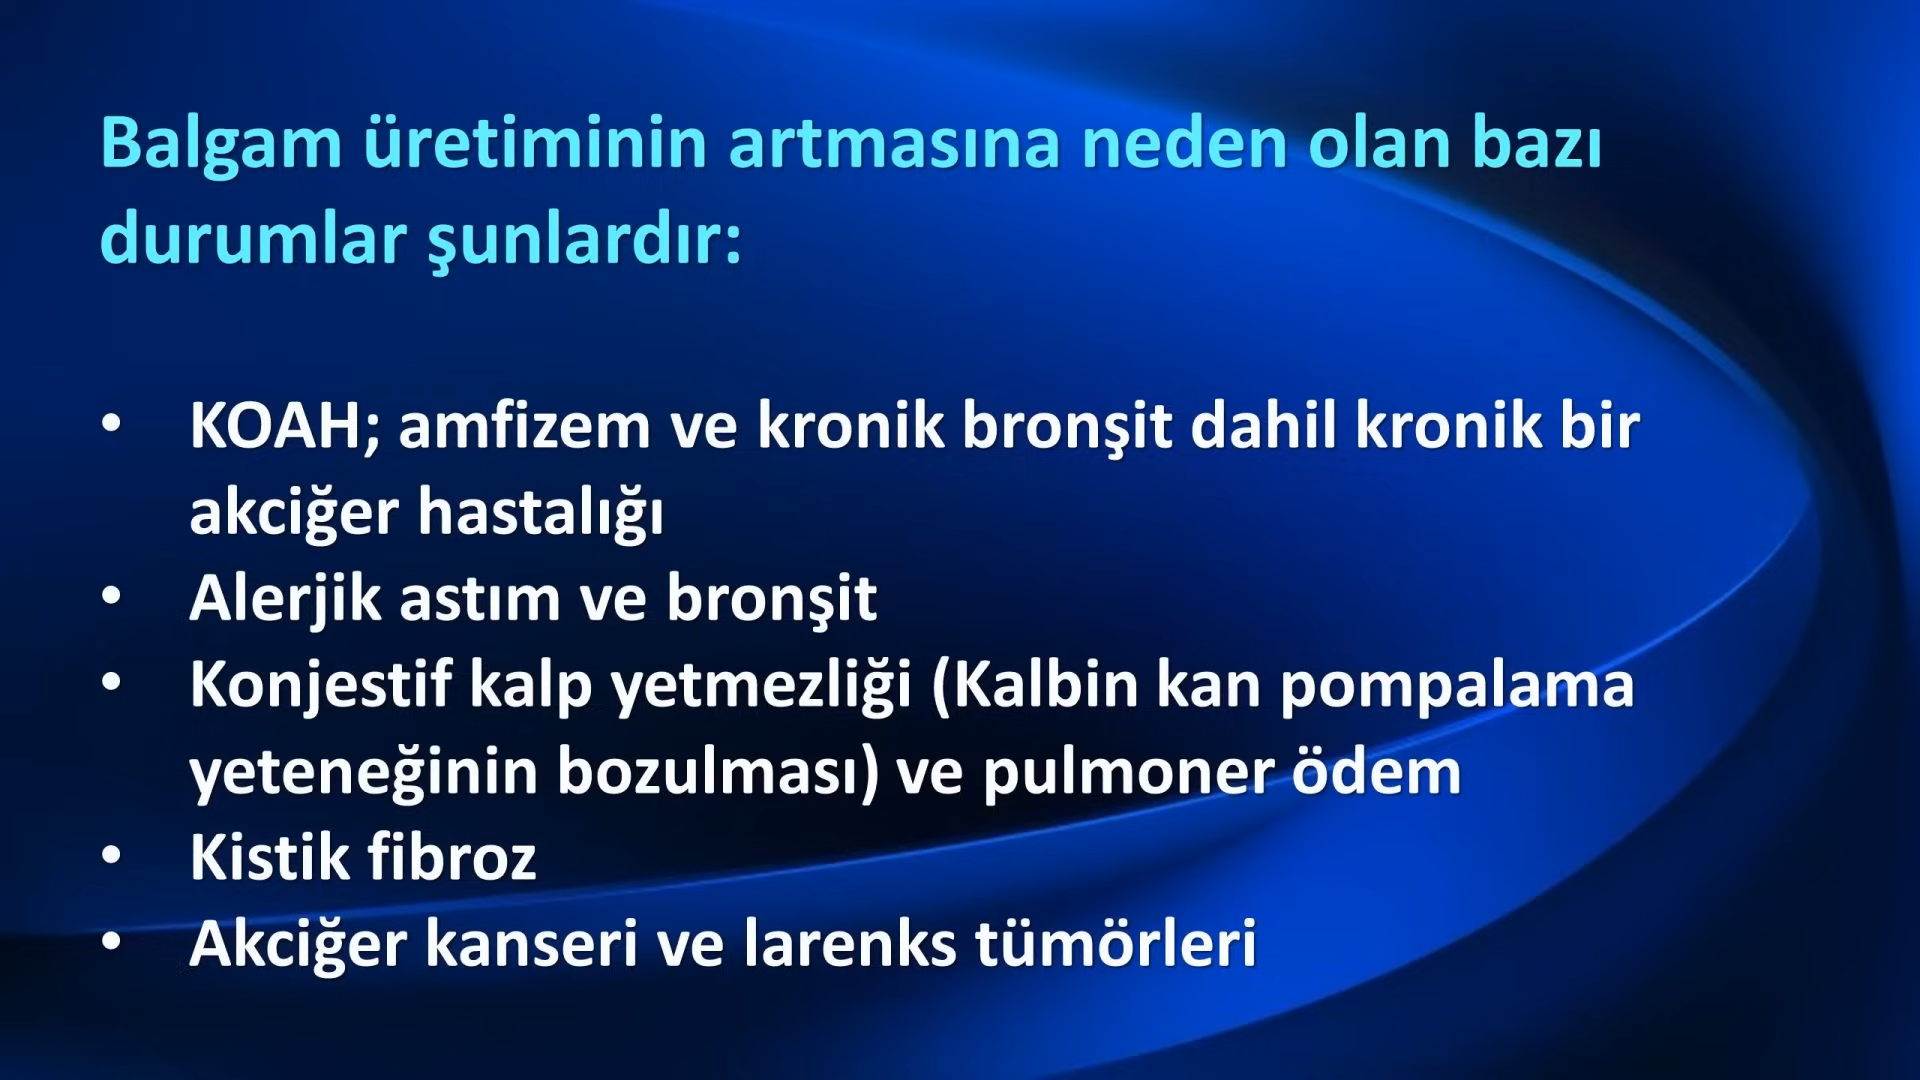 Balgam üretiminin artmasına neden olan bazı
durumlar şunlardır:
• KOAH; amfizem ve kronik bronşit dahil kronik bir
akciğer hastalığı
• Alerjik astım ve bronşit
• Konjestif kalp yetmezliği (Kalbin kan pompalama
yeteneğinin bozulması) ve pulmoner ödem
• Kistik fibroz
• Akciğer kanseri ve larenks tümörleri